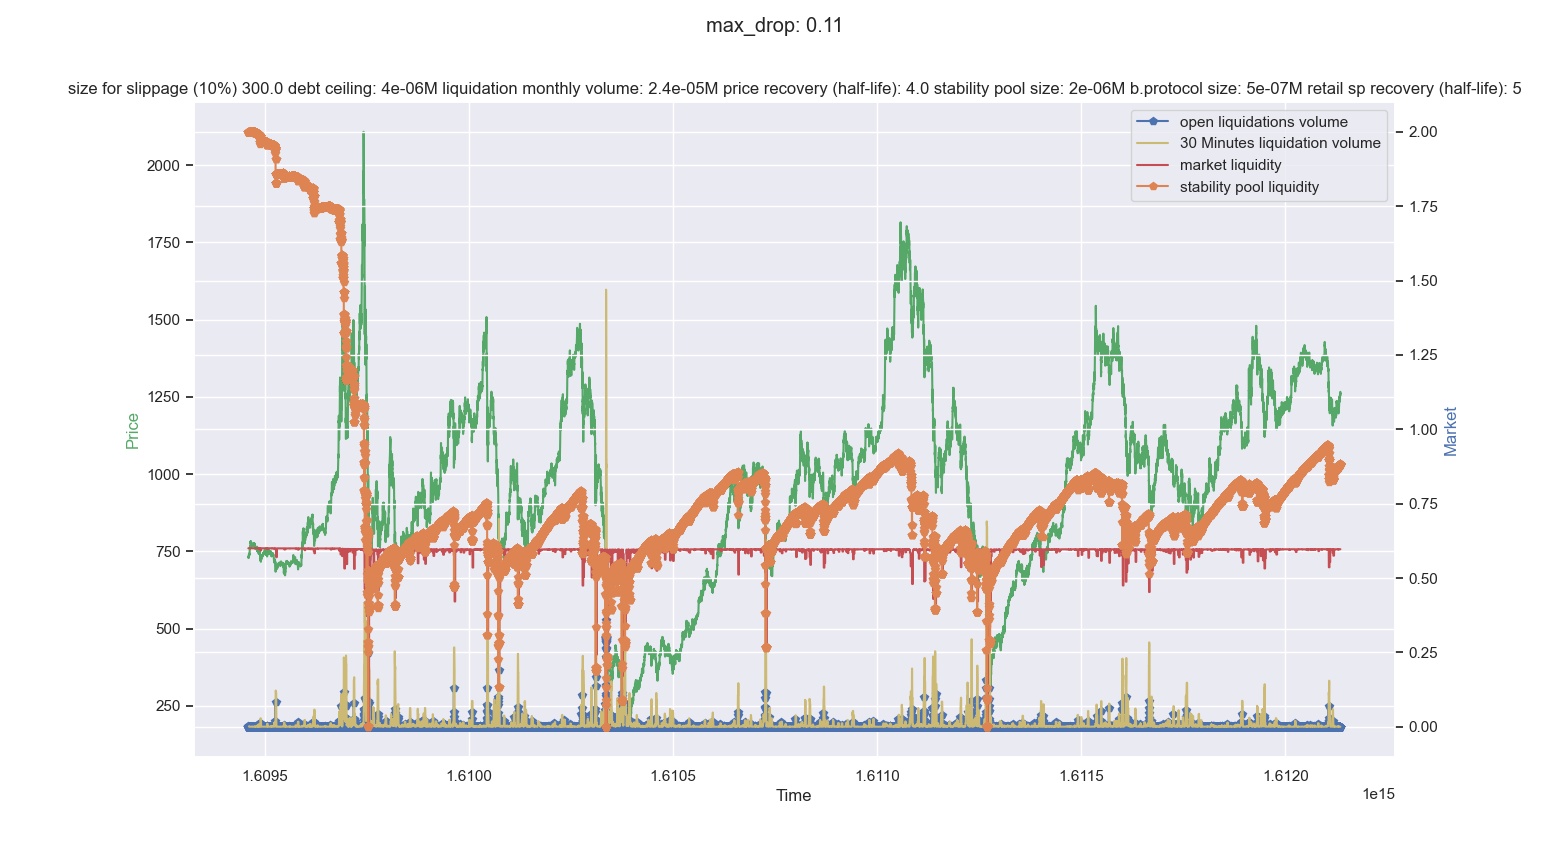 max_drop: 0.11
size for slippage (10%) 300.0 debt ceiling: 4e-06M liquidation monthly volume: 2.4e-05M price recovery (half-life): 4.0 stability pool size: 2e-06M b.protocol size: 5e-07M retail sp recovery (half-life): 5
open liquidations volume
30 Minutes liquidation volume
market liquidity
stability pool liquidity
2000
1750
1500
1250
1000
750
500
250
Price
2.00
1.75
1.50
1.25
1.00
0.75
0.50
0.25
0.00
Market
1.6095 1.6100 1.6105 1.6110 1.6115 1.6120
Time
1e15